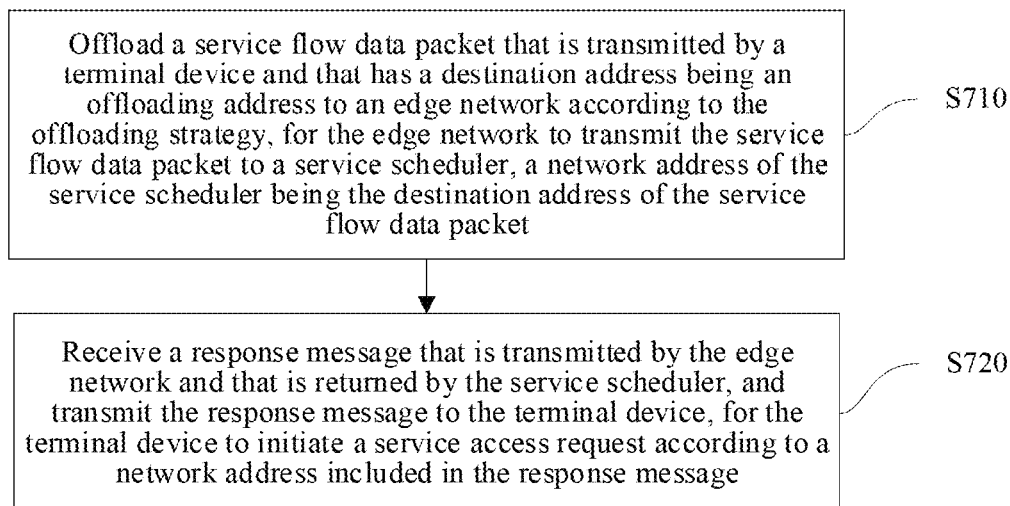 Offload a service flow data packet that is transmitted by a
terminal device and that has a destination address being an
offloading address to an edge network according to the
offloading strategy, for the edge network to transmit the service
flow data packet to a service scheduler, a network address of the
service scheduler being the destination address of the service
flow data packet
S710
Receive a response message that is transmitted by the edge
network and that is returned by the service scheduler, and
transmit the response message to the terminal device, for the
terminal device to initiate a service access request according to a
network address included in the response message
S720